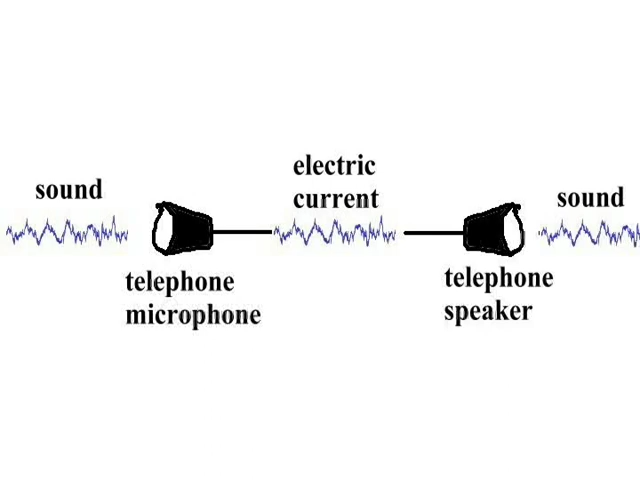 sound
telephone
microphone
electric
current
telephone
speaker
sound